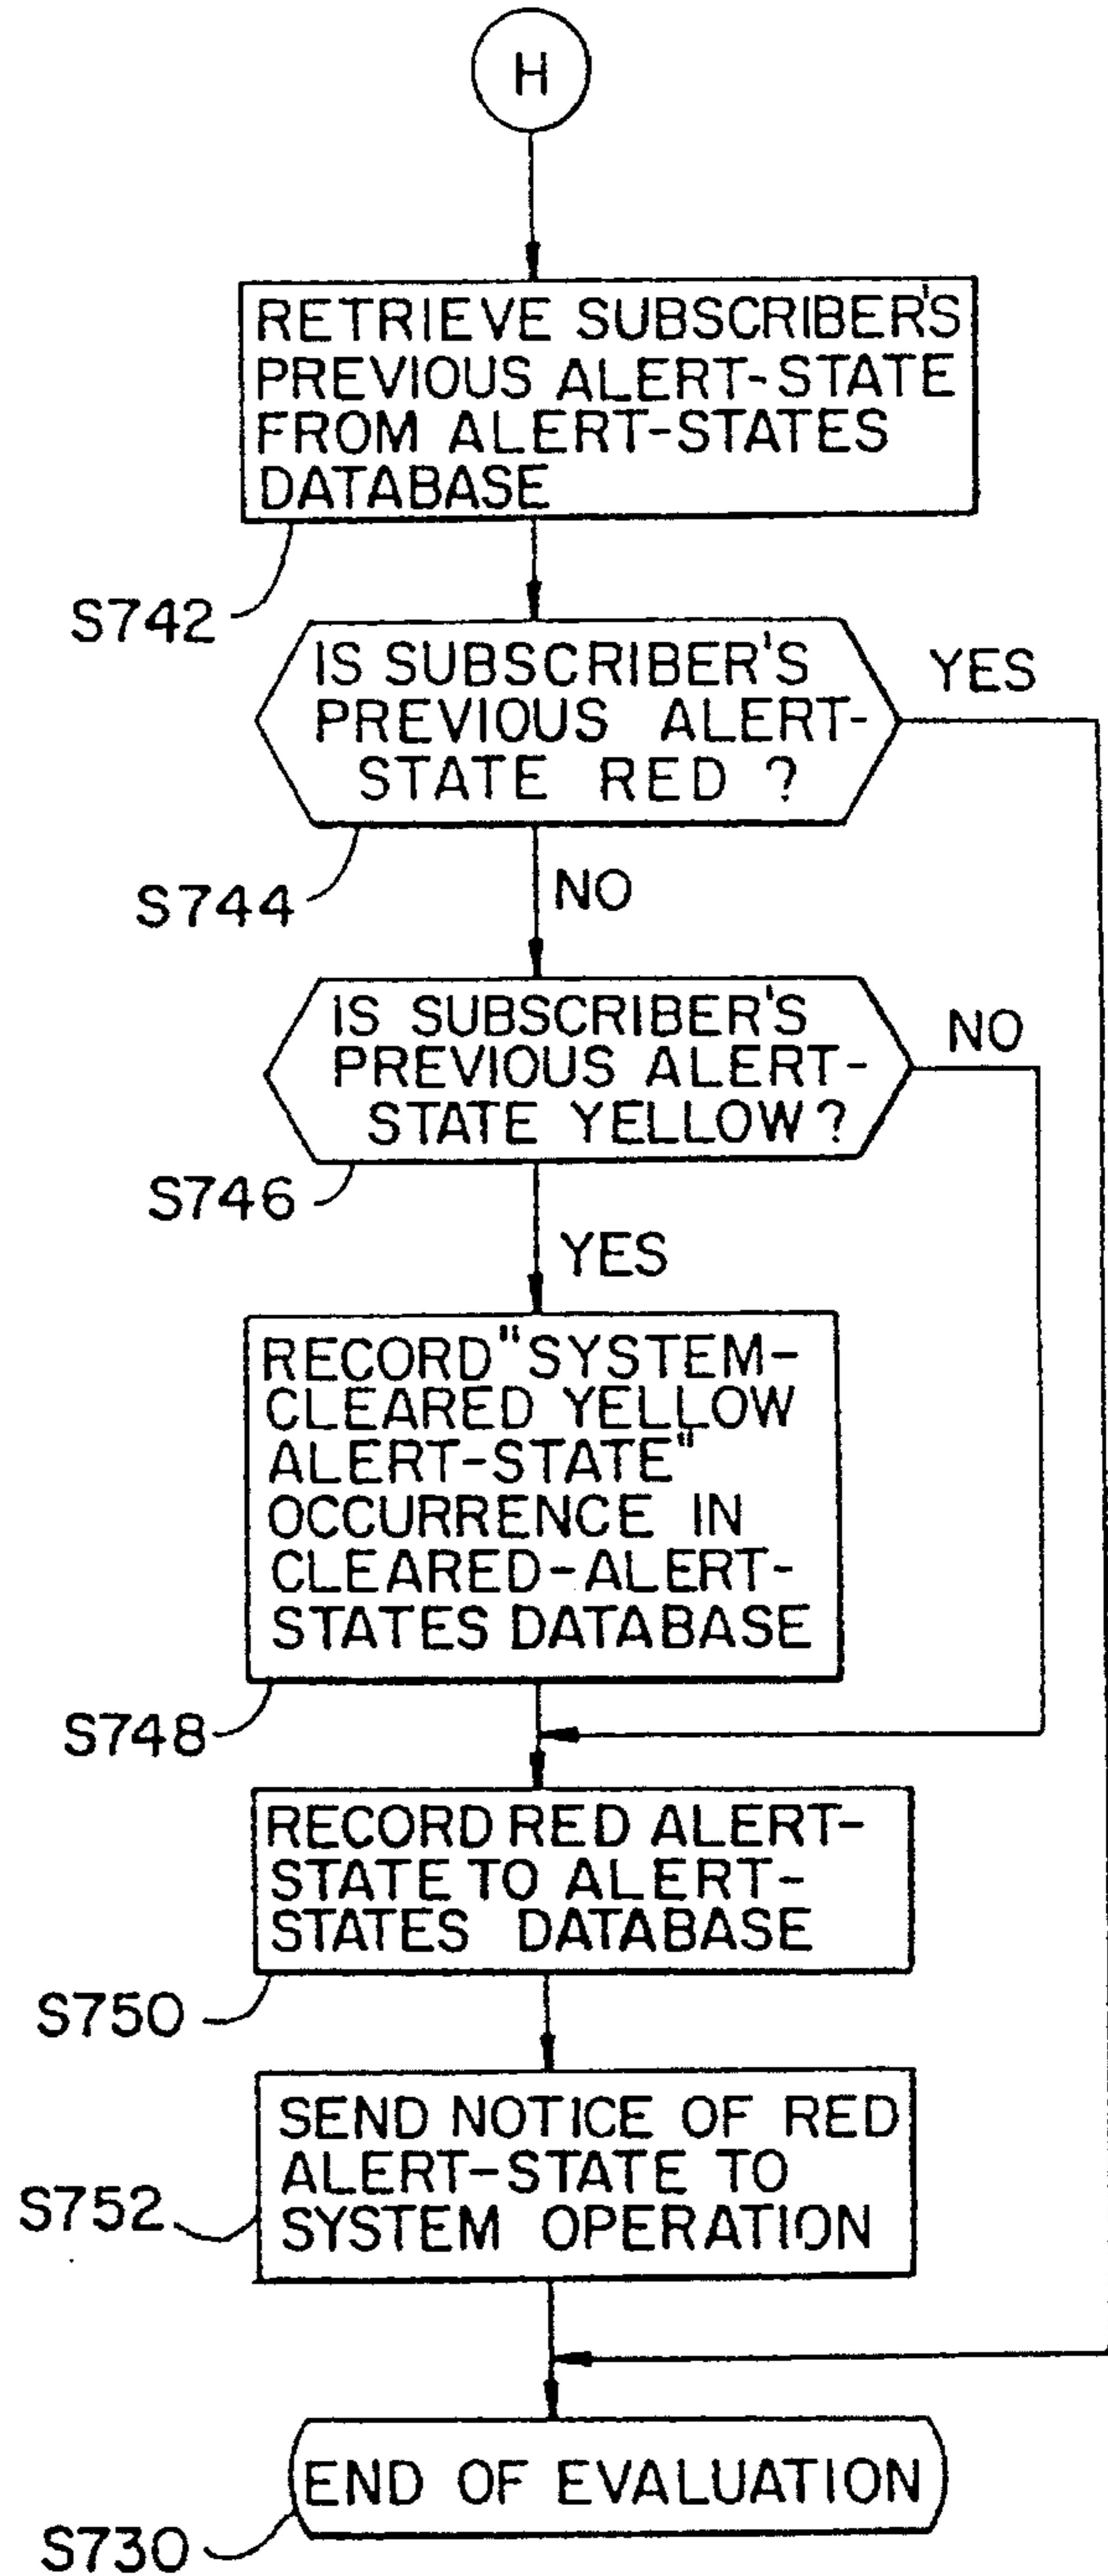 H
RETRIEVE SUBSCRIBER'S
PREVIOUS ALERT-STATE
FROM ALERT-STATES
DATABASE
S742
IS SUBSCRIBER'S
PREVIOUS ALERT-
STATE RED ?
YES
S744
NO
IS SUBSCRIBER'S
PREVIOUS ALERT-
STATE YELLOW ?
NO
S746
YES
RECORD "SYSTEM-
CLEARED YELLOW
ALERT-STATE"
OCCURRENCE IN
CLEARED-ALERT-
STATES DATABASE
S748
RECORD RED ALERT-
STATE TO ALERT-
STATES DATABASE
S750
SEND NOTICE OF RED
ALERT-STATE TO
SYSTEM OPERATION
S752
END OF EVALUATION
S730